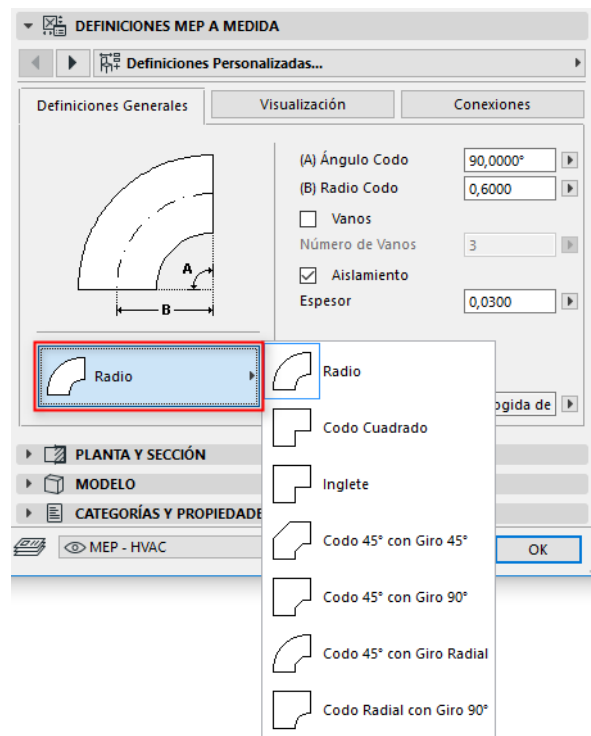 DEFINICIONES MEP A MEDIDA
Definiciones Personalizadas...
Definiciones Generales
Visualización
Conexiones
(A) Ángulo Codo
90,0000°
(B) Radio Codo
0,6000
Vanos
Número de Vanos
3
Aislamiento
Espesor
0,0300
A
B
Radio
Radio
ogida de
Codo Cuadrado
Inglete
PLANTA Y SECCIÓN
MODELO
CATEGORÍAS Y PROPIEDADE
Codo 45° con Giro 45°
MEP - HVAC
OK
Codo 45° con Giro 90°
Codo 45° con Giro Radial
Codo Radial con Giro 90°